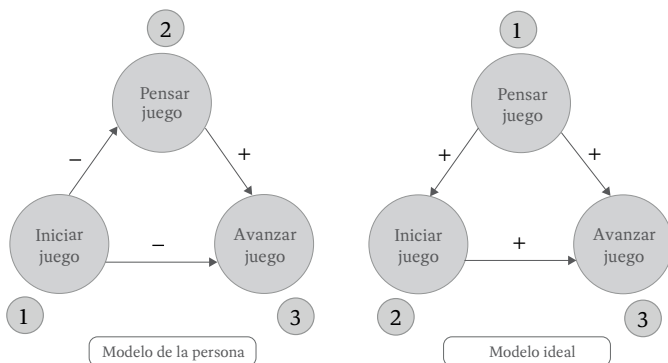 2
Pensar
juego
–
+
Iniciar
juego
–
Avanzar
juego
1
3
Modelo de la persona
1
Pensar
juego
+
+
Iniciar
juego
+
Avanzar
juego
2
3
Modelo ideal